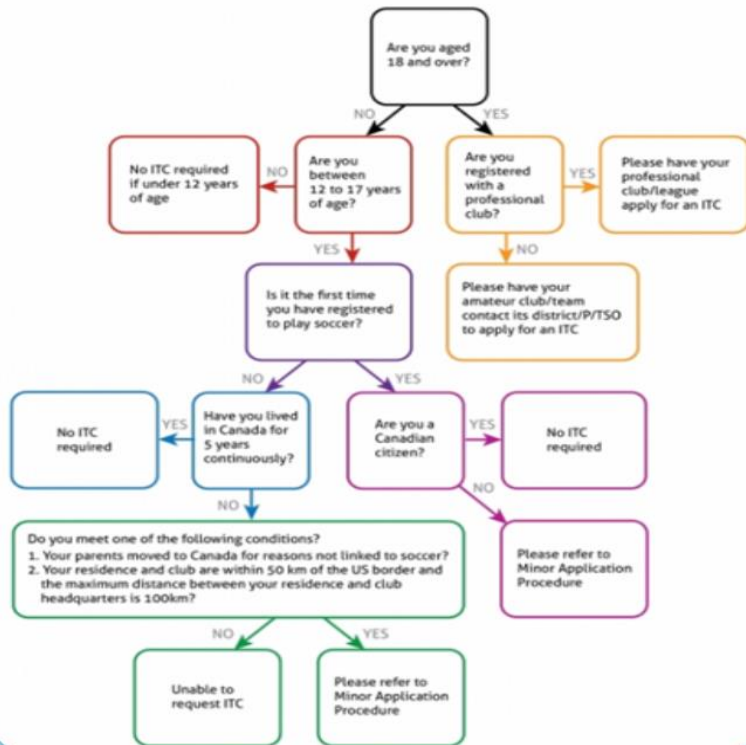 Are you aged
18 and over?
NO
YES
No ITC required
if under 12 years
of age
NO
Are you
between
12 to 17 years
of age?
Are you
registered
with a
professional
club?
YES
Please have your
professional
club/league
apply for an ITC
YES
NO
Is it the first time
you have registered
to play soccer?
Please have your
amateur club/team
contact its district/P/TSO
to apply for an ITC
NO
YES
No ITC
required
YES
Have you lived
in Canada for
5 years
continuously?
Are you a
Canadian
citizen?
YES
No ITC
required
NO
NO
Do you meet one of the following conditions?
1. Your parents moved to Canada for reasons not linked to soccer?
2. Your residence and club are within 50 km of the US border and
the maximum distance between your residence and club
headquarters is 100km?
Please refer to
Minor Application
Procedure
NO
YES
Unable to
request ITC
Please refer to
Minor Application
Procedure